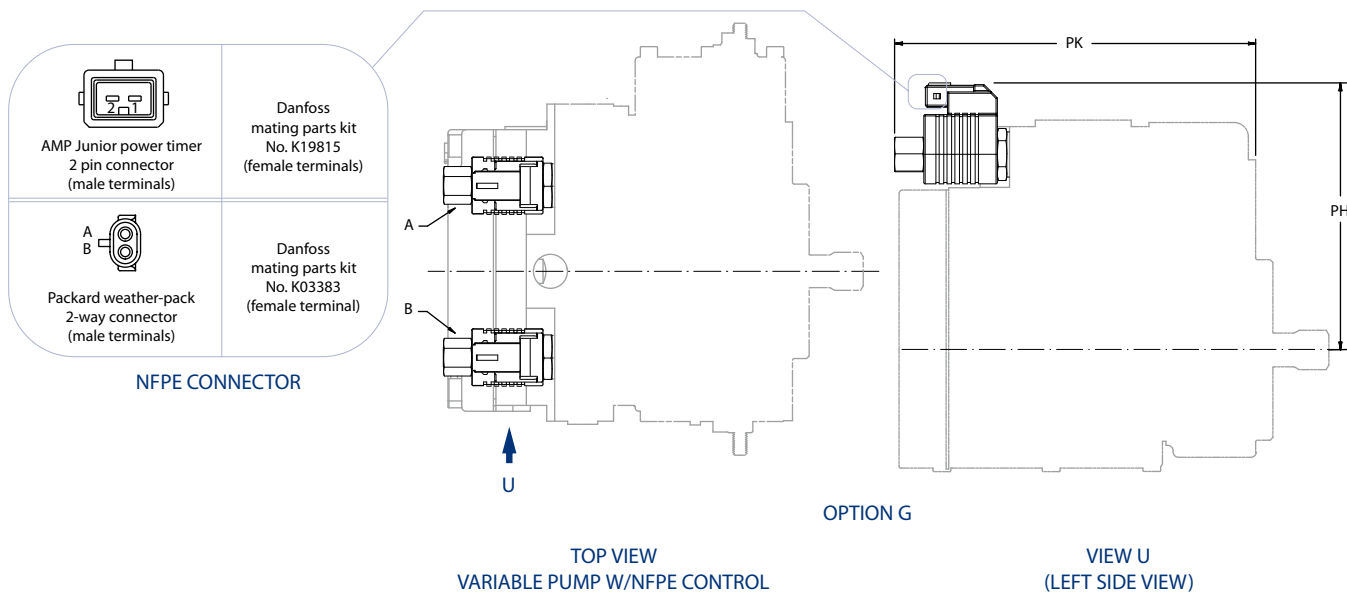 2 1
AMP Junior power timer
2 pin connector
(male terminals)
Danfoss
mating parts kit
No. K19815
(female terminals)
A
B
Packard weather-pack
2-way connector
(male terminals)
Danfoss
mating parts kit
No. K03383
(female terminal)
NFPE CONNECTOR
A
B
U
PK
PH
OPTION G
TOP VIEW
VARIABLE PUMP W/NFPE CONTROL
VIEW U
(LEFT SIDE VIEW)